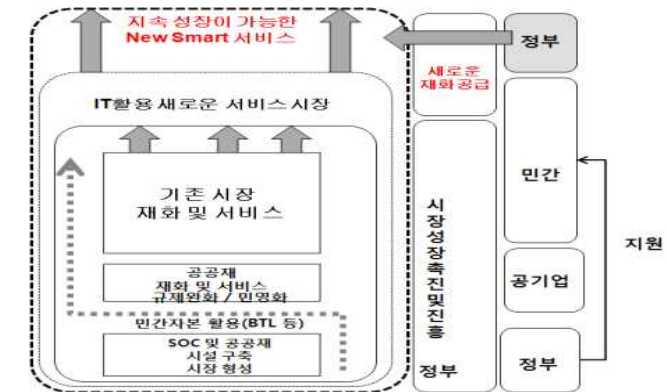 지속성장이 가능한
New Smart 서비스
정부
새로운
재화공급
IT활용새로운 서비스시장
기존 시장
재화 및 서비스
민간
시장성장촉진및진흥
지원
공공재
재화 및 서비스
규제완화 / 민영화
공기업
민간자본 활용(BTL 등)
SOC 및 공공재
시설 구축
시장 형성
정부
정부